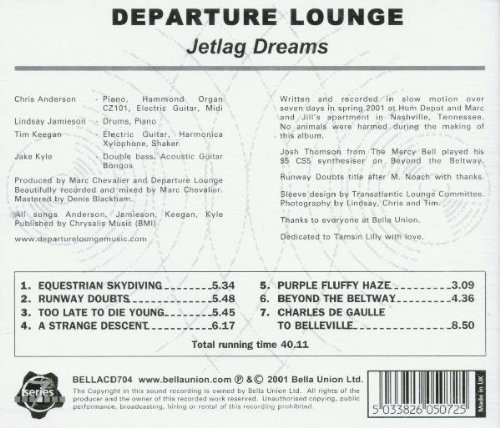 DEPARTURE LOUNGE
Jetlag Dreams
Chris Anderson - Piano, Hammond Organ
CZ101, Electric Guitar, Midi
Lindsay Jamieson - Drums, Piano
Tim Keegan - Electric Guitar, Harmonica
Xylophone, Shaker
Jake Kyle - Double bass, Acoustic Guitar
Bongos
Produced by Marc Chevalier and Departure Lounge
Beautifully recorded and mixed by Marc Chevalier.
Mastered by Denis Blackham.
All songs Anderson, Jamieson, Keegan, Kyle
Published by Chrysalis Music (BMI)
www.departureloungemusic.com
Written and recorded in slow motion over
seven days in spring 2001 at Hum Depot and Marc
and Jill's apartment in Nashville, Tennessee.
No animals were harmed during the making of
this album.
Josh Thomson from The Mercy Bell played his
$5 CS5 synthesiser on Beyond the Beltway.
Runway Doubts title after M. Noach with thanks.
Sleeve design by Transatlantic Lounge Committee.
Photography by Lindsay, Chris and Tim.
Thanks to everyone at Bella Union.
Dedicated to Tamsin Lilly with love.
1. EQUESTRIAN SKYDIVING 5.34
2. RUNWAY DOUBTS 5.48
3. TOO LATE TO DIE YOUNG 5.45
4. A STRANGE DESCENT 6.17
5. PURPLE FLUFFY HAZE 3.09
6. BEYOND THE BELTWAY 4.36
7. CHARLES DE GAULLE
TO BELLEVILLE 8.50
Total running time 40,11
series
7
BELLACD704 www.bellaunion.com ℗ & © 2001 Bella Union Ltd.
The Copyright in this sound recording is owned by Bella Union Ltd. All rights of the
producer and the owner of the work reserved. Unauthorised copying, public
performance, broadcasting, hiring or rental of this recording prohibited.
5 033826 050725
Made in UK